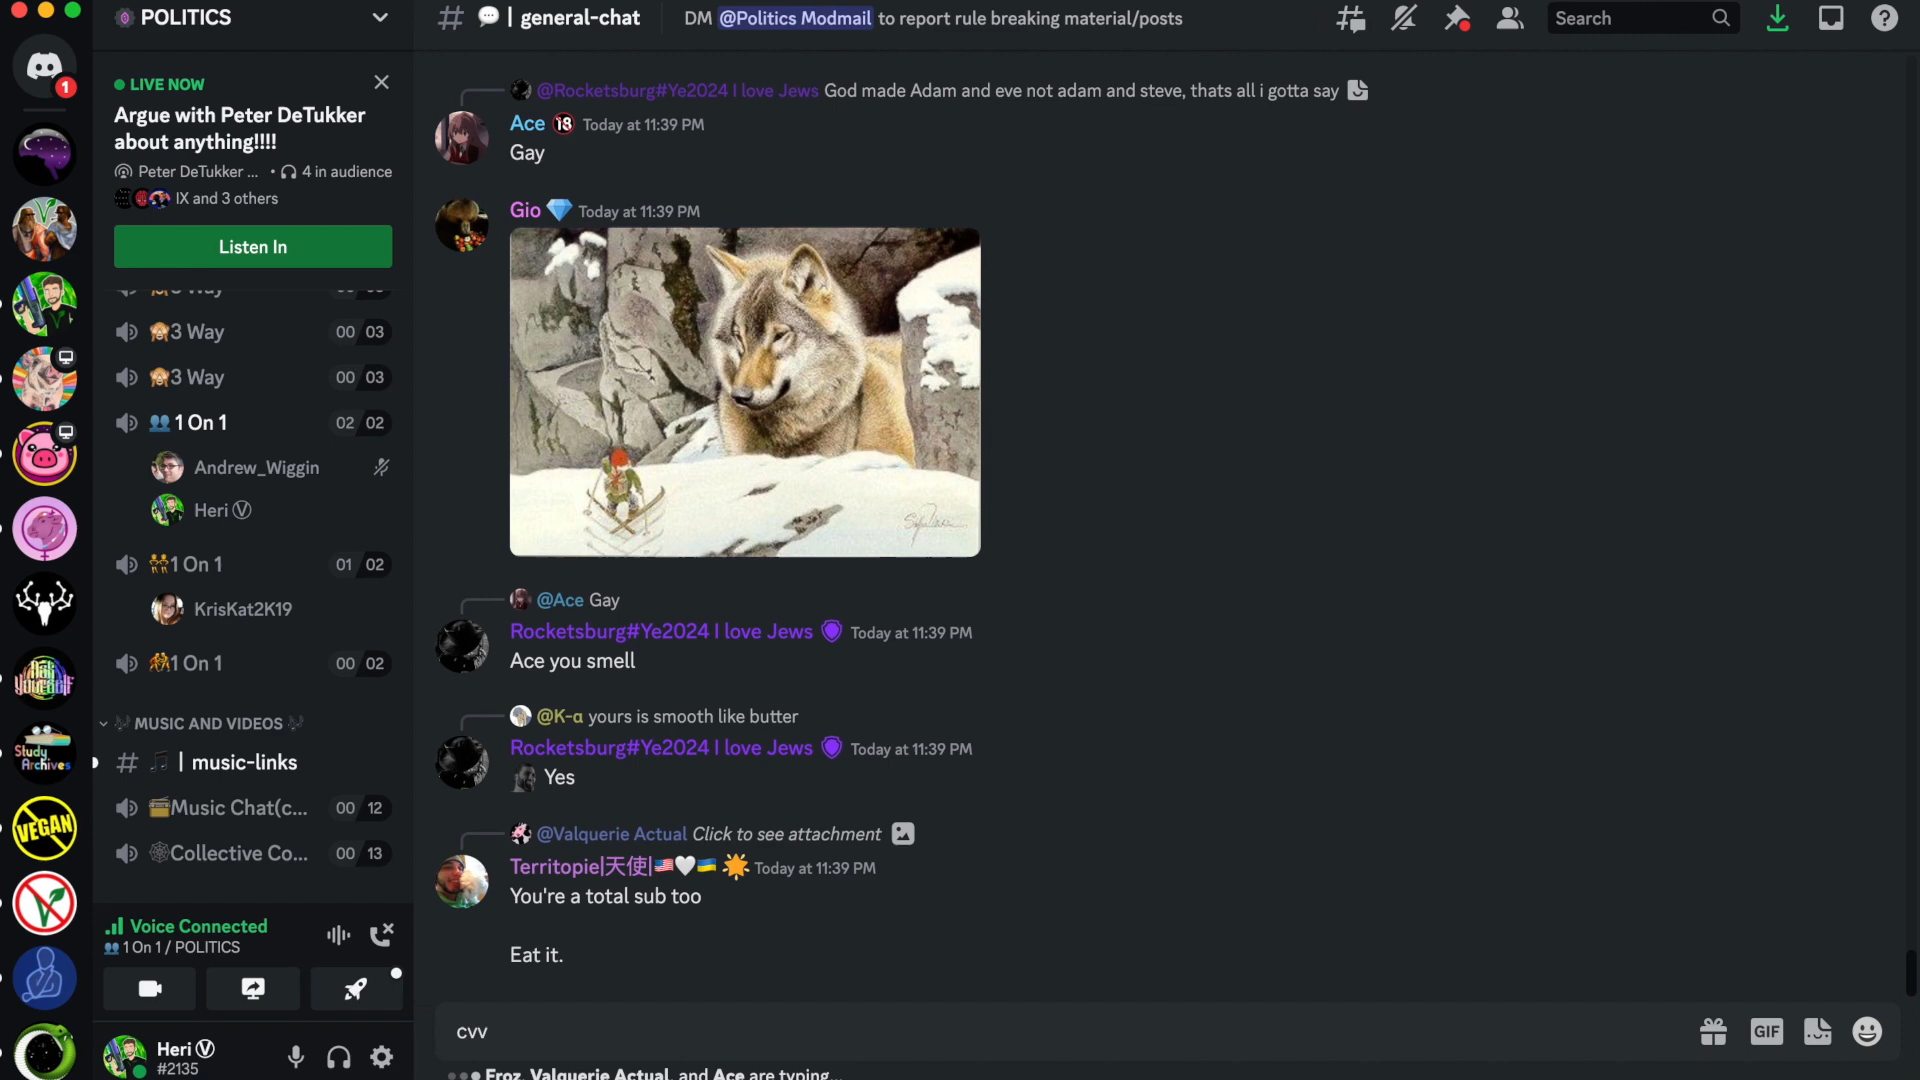 POLITICS
LIVE NOW
Argue with Peter DeTukker
about anything!!!!
Peter DeTukker ... • 4 in audience
IX and 3 others
Listen In
3 Way
3 Way 00 03
3 Way 00 03
1 On 1 02 02
Andrew_Wiggin
Heri Ⓥ
1 On 1 01 02
KrisKat2K19
1 On 1 00 02
MUSIC AND VIDEOS
# | music-links
Music Chat(c... 00 12
Collective Co... 00 13
Voice Connected
1 On 1 / POLITICS
Heri Ⓥ
#2135
1
ASK
YOURSELF
Study
Archives
VEGAN
# | general-chat DM @Politics Modmail to report rule breaking material/posts
Search
@Rocketsburg#Ye2024 I love Jews God made Adam and eve not adam and steve, thats all i gotta say
Ace 18 Today at 11:39 PM
Gay
Gio Today at 11:39 PM
@Ace Gay
Rocketsburg#Ye2024 I love Jews Today at 11:39 PM
Ace you smell
@K-α yours is smooth like butter
Rocketsburg#Ye2024 I love Jews Today at 11:39 PM
Yes
@Valquerie Actual Click to see attachment
Territopie|天使|🇺🇸🤍🇺🇦 Today at 11:39 PM
You're a total sub too
Eat it.
cvv
GIF
Froz, Valquerie Actual, and Ace are typing...